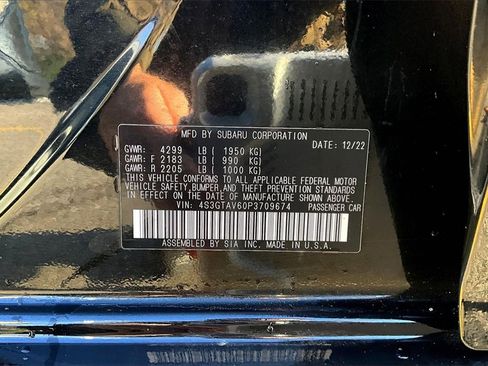 MFD BY SUBARU CORPORATION
GVWR: 4299 LB ( 1950 KG) DATE: 12/22
GAWR: F 2183 LB ( 990 KG)
GAWR: R 2205 LB ( 1000 KG)
THIS VEHICLE CONFORMS TO ALL APPLICABLE FEDERAL MOTOR
VEHICLE SAFETY, BUMPER, AND THEFT PREVENTION STANDARDS
IN EFFECT ON THE DATE OF MANUFACTURE SHOWN ABOVE.
VIN: 4S3GTAV60P3709674 PASSENGER CAR
ASSEMBLED BY SIA INC. MADE IN U.S.A.